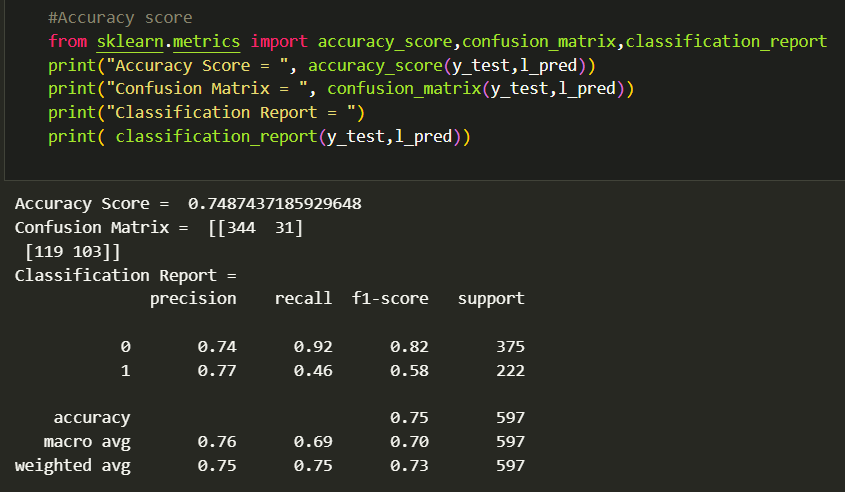 #Accuracy score
from sklearn.metrics import accuracy_score,confusion_matrix,classification_report
print("Accuracy Score = ", accuracy_score(y_test,l_pred))
print("Confusion Matrix = ", confusion_matrix(y_test,l_pred))
print("Classification Report = ")
print( classification_report(y_test,l_pred))
Accuracy Score =  0.7487437185929648
Confusion Matrix =  [[344  31]
 [119 103]]
Classification Report =
              precision    recall  f1-score   support
           0       0.74      0.92      0.82       375
           1       0.77      0.46      0.58       222
    accuracy                           0.75       597
   macro avg       0.76      0.69      0.70       597
weighted avg       0.75      0.75      0.73       597